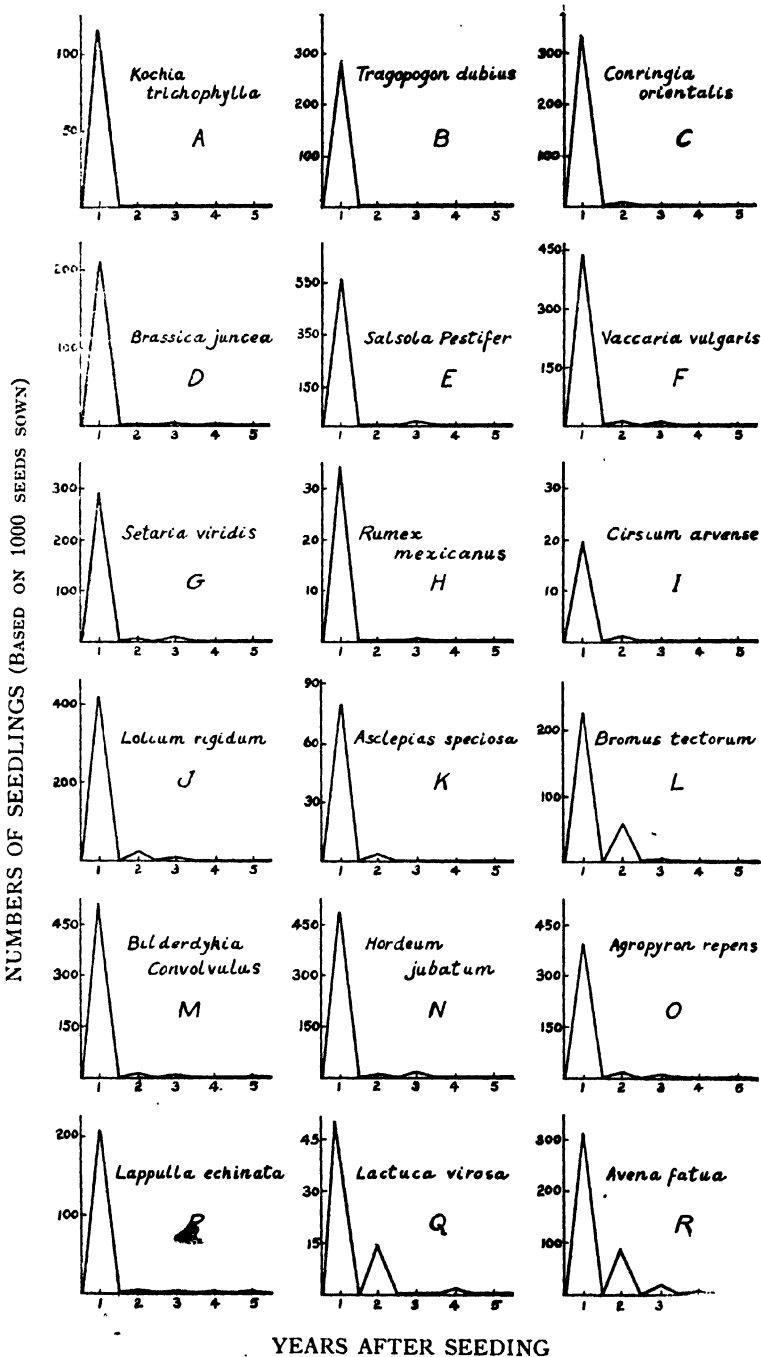 100
50
Kochia
trichophylla
A
1 2 3 4 5
300
200
100
Tragopogon dubius
B
1 2 3 4 5
300
200
100
Conringia
orientalis
C
1 2 3 4 5
200
100
Brassica juncea
D
1 2 3 4 5
550
350
150
Salsola Pestifer
E
1 2 3 4 5
450
300
150
Vaccaria vulgaris
F
1 2 3 4 5
300
200
100
Setaria viridis
G
1 2 3 4 5
30
20
10
Rumex
mexicanus
H
1 2 3 4 5
30
20
10
Cirsium arvense
I
1 2 3 4 5
400
200
Lolium rigidum
J
1 2 3 4 5
90
60
30
Asclepias speciosa
K
1 2 3 4 5
200
100
Bromus tectorum
L
1 2 3 4 5
450
300
150
Bilderdykia
Convolvulus
M
1 2 3 4 5
450
300
150
Hordeum
jubatum
N
1 2 3 4 5
450
300
150
Agropyron repens
O
1 2 3 4 5
200
100
Lappulla echinata
P
1 2 3 4 5
45
30
15
Lactuca virosa
Q
1 2 3 4 5
300
200
100
Avena fatua
R
1 2 3
NUMBERS OF SEEDLINGS (BASED ON 1000 SEEDS SOWN)
YEARS AFTER SEEDING